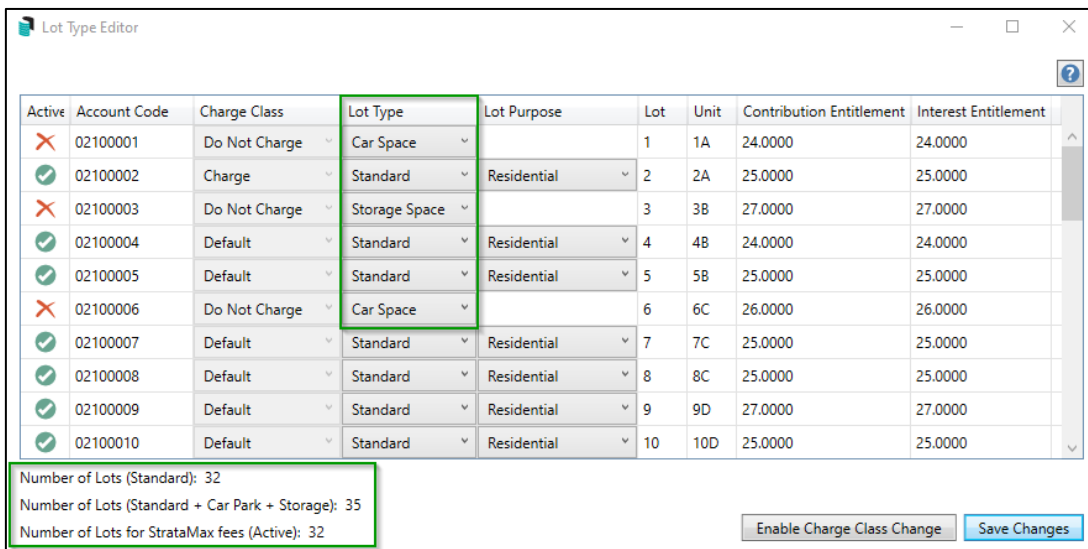 Lot Type Editor
?
Active Account Code Charge Class Lot Type Lot Purpose Lot Unit Contribution Entitlement Interest Entitlement
02100001 Do Not Charge Car Space 1 1A 24.0000 24.0000
02100002 Charge Standard Residential 2 2A 25.0000 25.0000
02100003 Do Not Charge Storage Space 3 3B 27.0000 27.0000
02100004 Default Standard Residential 4 4B 24.0000 24.0000
02100005 Default Standard Residential 5 5B 25.0000 25.0000
02100006 Do Not Charge Car Space 6 6C 26.0000 26.0000
02100007 Default Standard Residential 7 7C 25.0000 25.0000
02100008 Default Standard Residential 8 8C 25.0000 25.0000
02100009 Default Standard Residential 9 9D 27.0000 27.0000
02100010 Default Standard Residential 10 10D 25.0000 25.0000
Number of Lots (Standard): 32
Number of Lots (Standard + Car Park + Storage): 35
Number of Lots for StrataMax fees (Active): 32
Enable Charge Class Change Save Changes